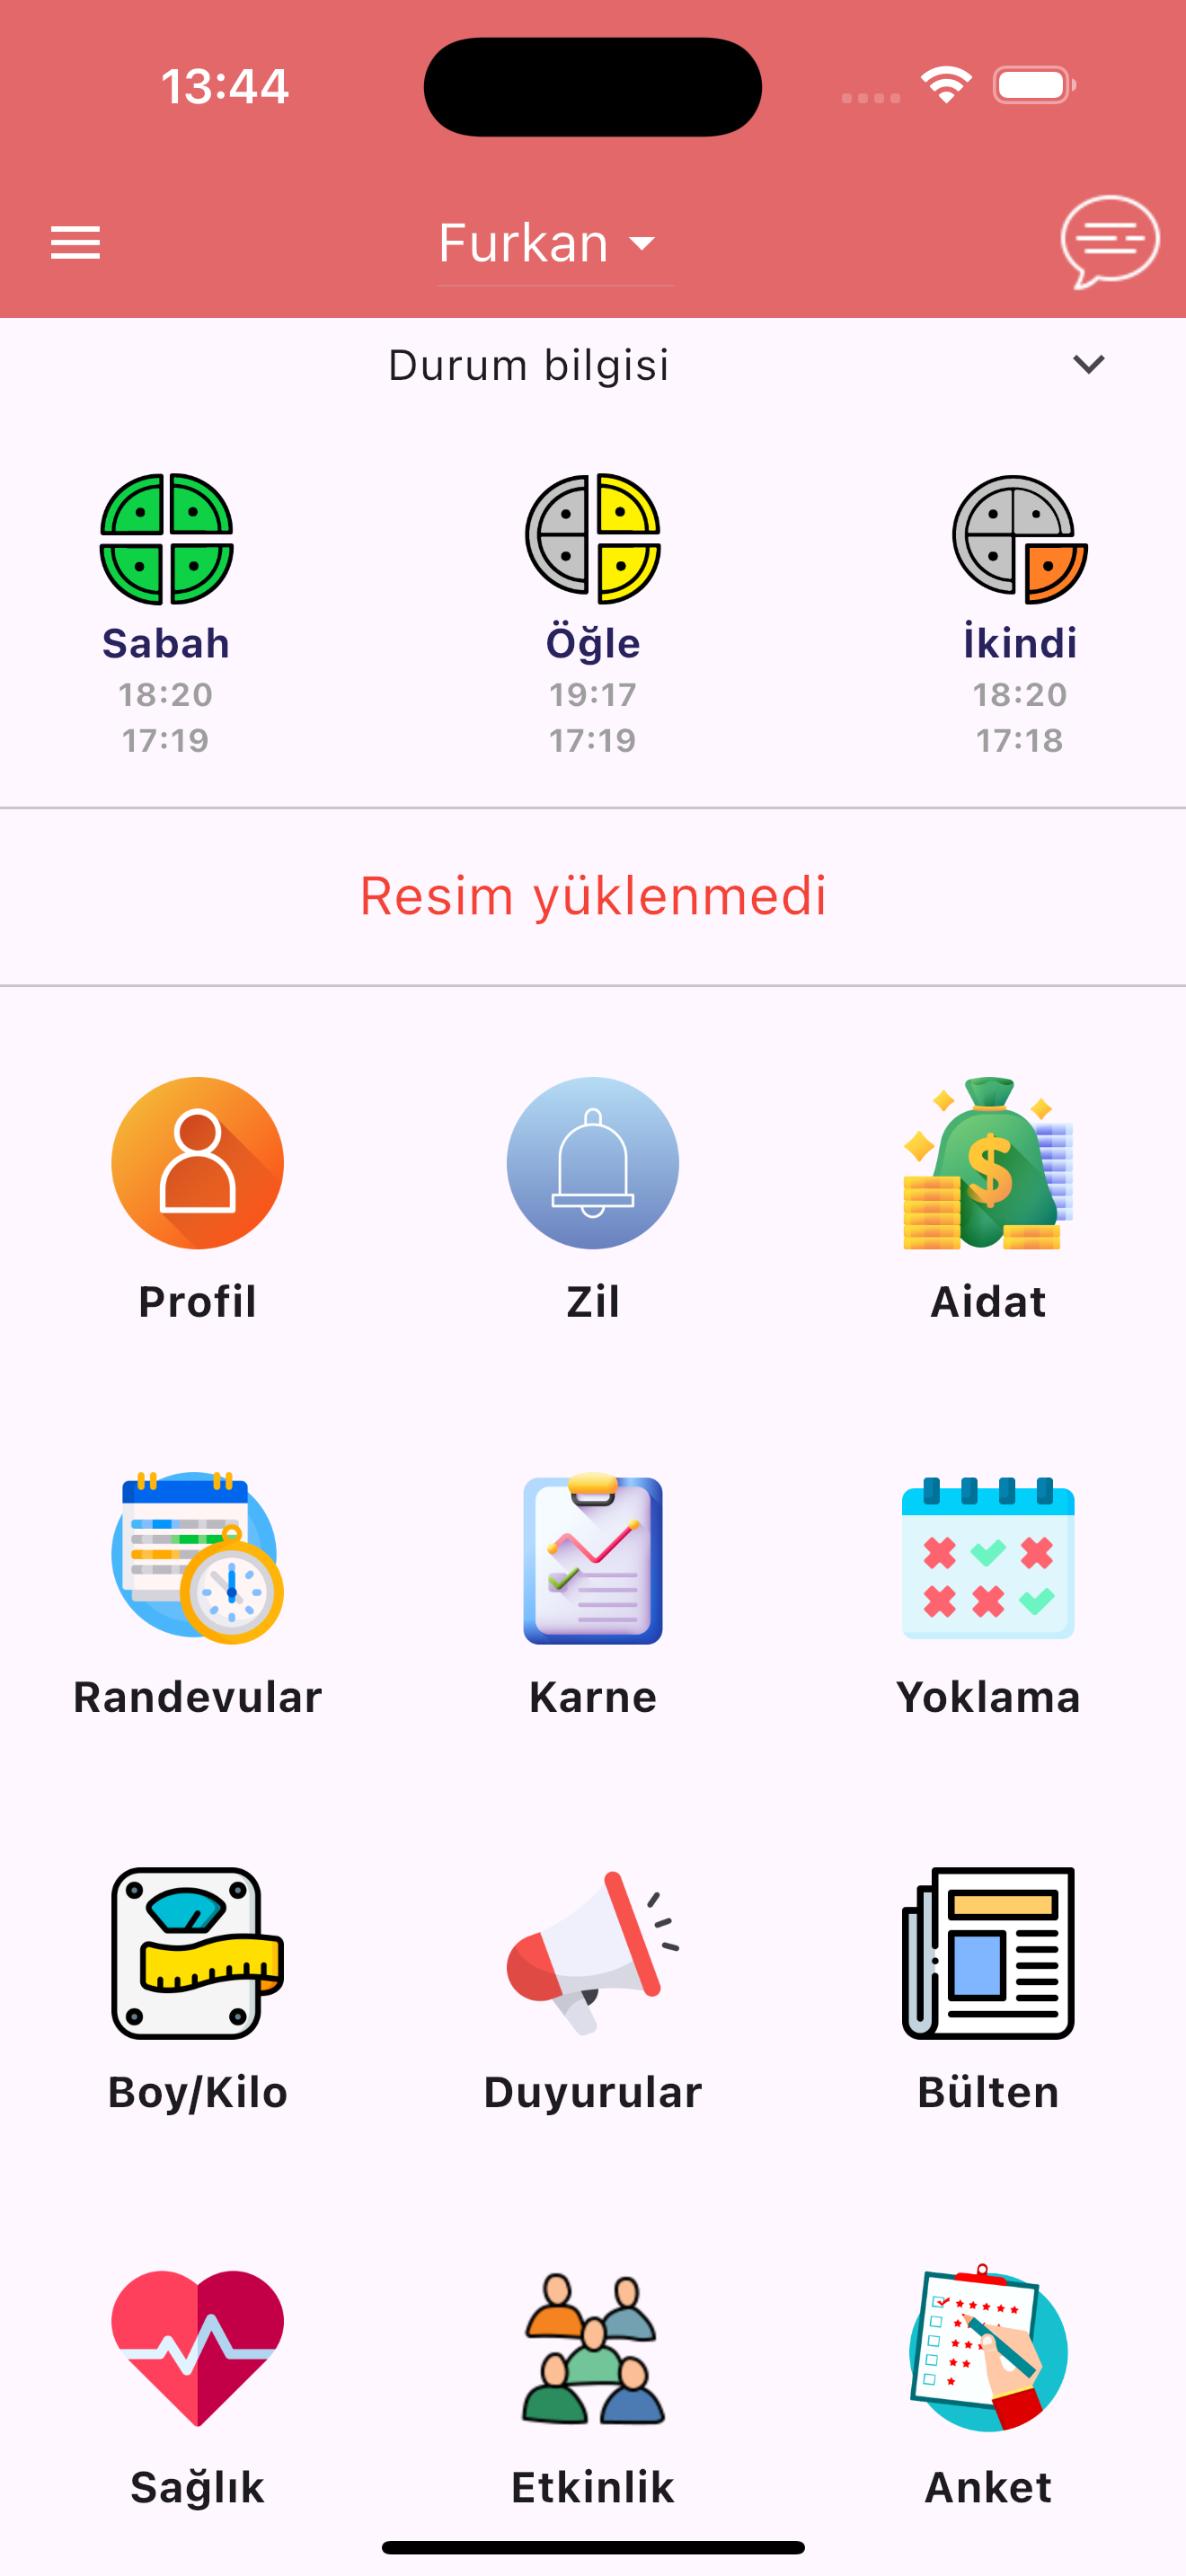 13:44
Furkan
Durum bilgisi
Sabah Öğle İkindi
18:20 19:17 18:20
17:19 17:19 17:18
Resim yüklenmedi
Profil Zil Aidat
Randevular Karne Yoklama
Boy/Kilo Duyurular Bülten
Sağlık Etkinlik Anket